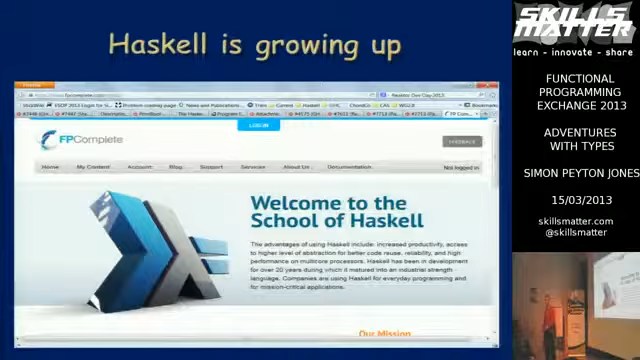 Haskell is growing up
SKILLS
MATTER
learn - innovate - share
FUNCTIONAL
PROGRAMMING
EXCHANGE 2013
ADVENTURES
WITH TYPES
SIMON PEYTON JONES
15/03/2013
skillsmatter.com
@skillsmatter
LOG IN
FPComplete
FEEDBACK
Home My Content Account Blog Support Services About Us Documentation Not logged in
Welcome to the
School of Haskell
The advantages of using Haskell include: increased productivity, access
to higher level of abstraction for better code reuse, reliability, and high
performance on multicore processors. Haskell has been in development
for over 20 years during which it matured into an industrial strength
language. Companies are using Haskell for everyday programming and
for mission-critical applications.
Our Mission